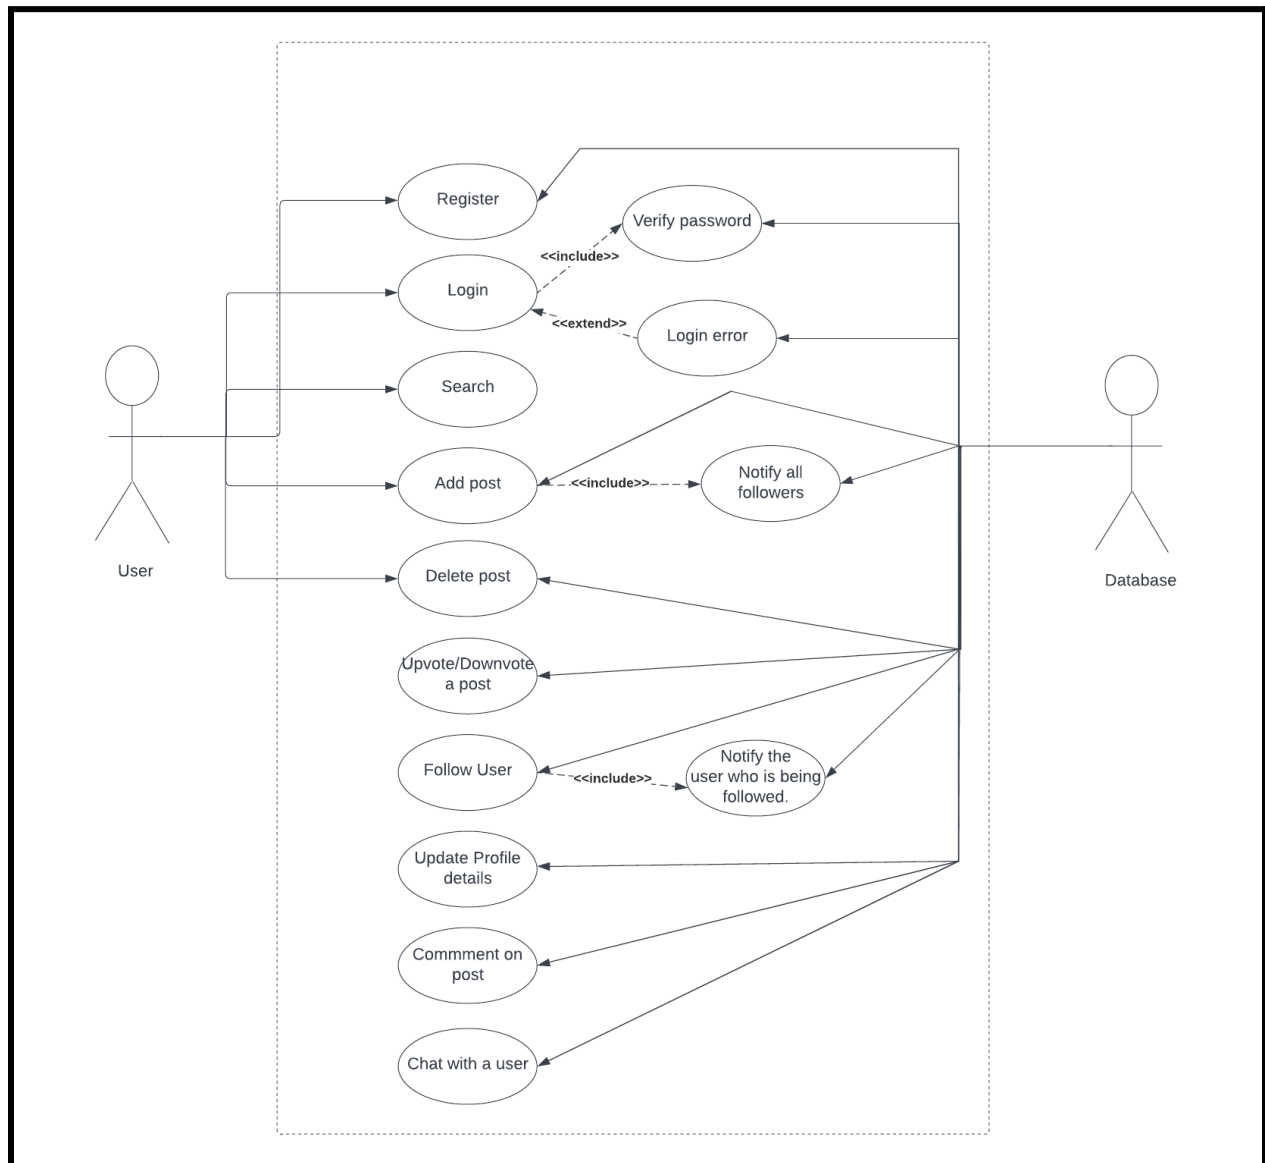 Register
Verify password
<<include>>
Login
<<extend>>
Login error
Search
Add post
<<include>>
Notify all
followers
User
Database
Delete post
Upvote/Downvote
a post
Follow User
<<include>>
Notify the
user who is being
followed.
Update Profile
details
Commment on
post
Chat with a user